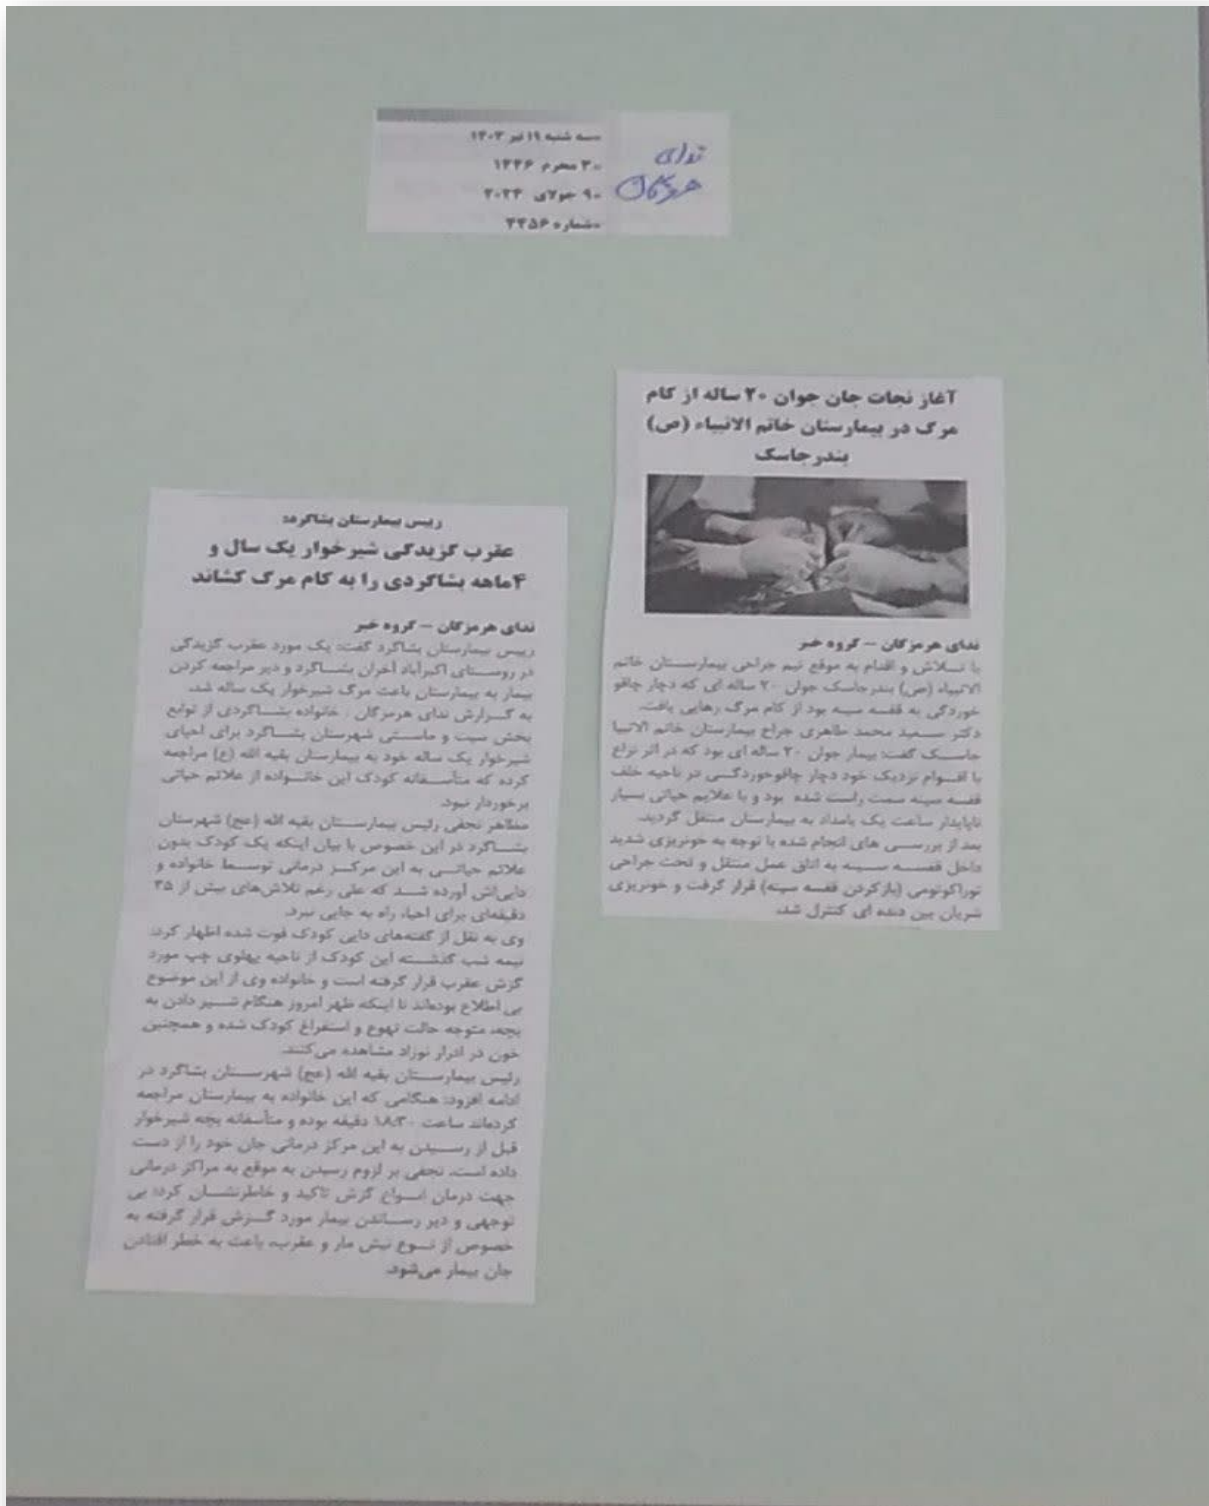 سه شنبه ۱۹ تیر ۱۴۰۳
۳۰ محرم ۱۴۴۶
۹۰ جولای ۲۰۲۴
شماره ۴۴۵۶
ندای
هرمزگان
آغاز نجات جان جوان ۲۰ ساله از کام
مرگ در بیمارستان خاتم الانبیاء (ص)
بندرجاسک
ندای هرمزگان – گروه خبر
با تلاش و اقدام به موقع تیم جراحی بیمارستان خاتم
الانبیاء (ص) بندرجاسک جوان ۲۰ ساله ای که دچار چاقو
خوردگی به قفسه سینه بود از کام مرگ رهایی یافت.
دکتر سعید محمد طاهری جراح بیمارستان خاتم الانبیا
جاسک گفت: بیمار جوان ۲۰ ساله ای بود که در اثر نزاع
با اقوام نزدیک خود دچار چاقوخوردگی در ناحیه خلف
قفسه سینه سمت راست شده بود و با علایم حیاتی بسیار
ناپایدار ساعت یک بامداد به بیمارستان منتقل گردید.
بعد از بررسی های انجام شده با توجه به خونریزی شدید
داخل قفسه سینه به اتاق عمل منتقل و تحت جراحی
توراکوتومی (بازکردن قفسه سینه) قرار گرفت و خونریزی
شریان بین دنده ای کنترل شد.
رییس بیمارستان بشاگرد:
عقرب گزیدگی شیرخوار یک سال و
۴ماهه بشاگردی را به کام مرگ کشاند
ندای هرمزگان – گروه خبر
رییس بیمارستان بشاگرد گفت: یک مورد عقرب گزیدگی
در روستای اکبرآباد آخران بشاگرد و دیر مراجعه کردن
بیمار به بیمارستان باعث مرگ شیرخوار یک ساله شد.
به گزارش ندای هرمزگان ، خانواده بشاگردی از توابع
بخش سیت و ماستی شهرستان بشاگرد برای احیای
شیرخوار یک ساله خود به بیمارستان بقیه الله (ع) مراجعه
کرده که متأسفانه کودک این خانواده از علائم حیاتی
برخوردار نبود.
مظاهر نجفی رئیس بیمارستان بقیه الله (عج) شهرستان
بشاگرد در این خصوص با بیان اینکه یک کودک بدون
علائم حیاتی به این مرکز درمانی توسط خانواده و
دایی‌اش آورده شد که علی رغم تلاش‌های بیش از ۳۵
دقیقه‌ای برای احیا، راه به جایی نبرد.
وی به نقل از گفته‌های دایی کودک فوت شده اظهار کرد:
نیمه شب گذشته این کودک از ناحیه پهلوی چپ مورد
گزش عقرب قرار گرفته است و خانواده وی از این موضوع
بی اطلاع بوده‌اند تا اینکه ظهر امروز هنگام شیر دادن به
بچه، متوجه حالت تهوع و استفراغ کودک شده و همچنین
خون در ادرار نوزاد مشاهده می‌کنند.
رئیس بیمارستان بقیه الله (عج) شهرستان بشاگرد در
ادامه افزود: هنگامی که این خانواده به بیمارستان مراجعه
کرده‌اند ساعت ۱۸:۳۰ دقیقه بوده و متأسفانه بچه شیرخوار
قبل از رسیدن به این مرکز درمانی جان خود را از دست
داده است. نجفی بر لزوم رسیدن به موقع به مراکز درمانی
جهت درمان انواع گزش تاکید و خاطرنشان کرد: بی
توجهی و دیر رساندن بیمار مورد گزش قرار گرفته به
خصوص از نوع نیش مار و عقرب، باعث به خطر افتادن
جان بیمار می‌شود.